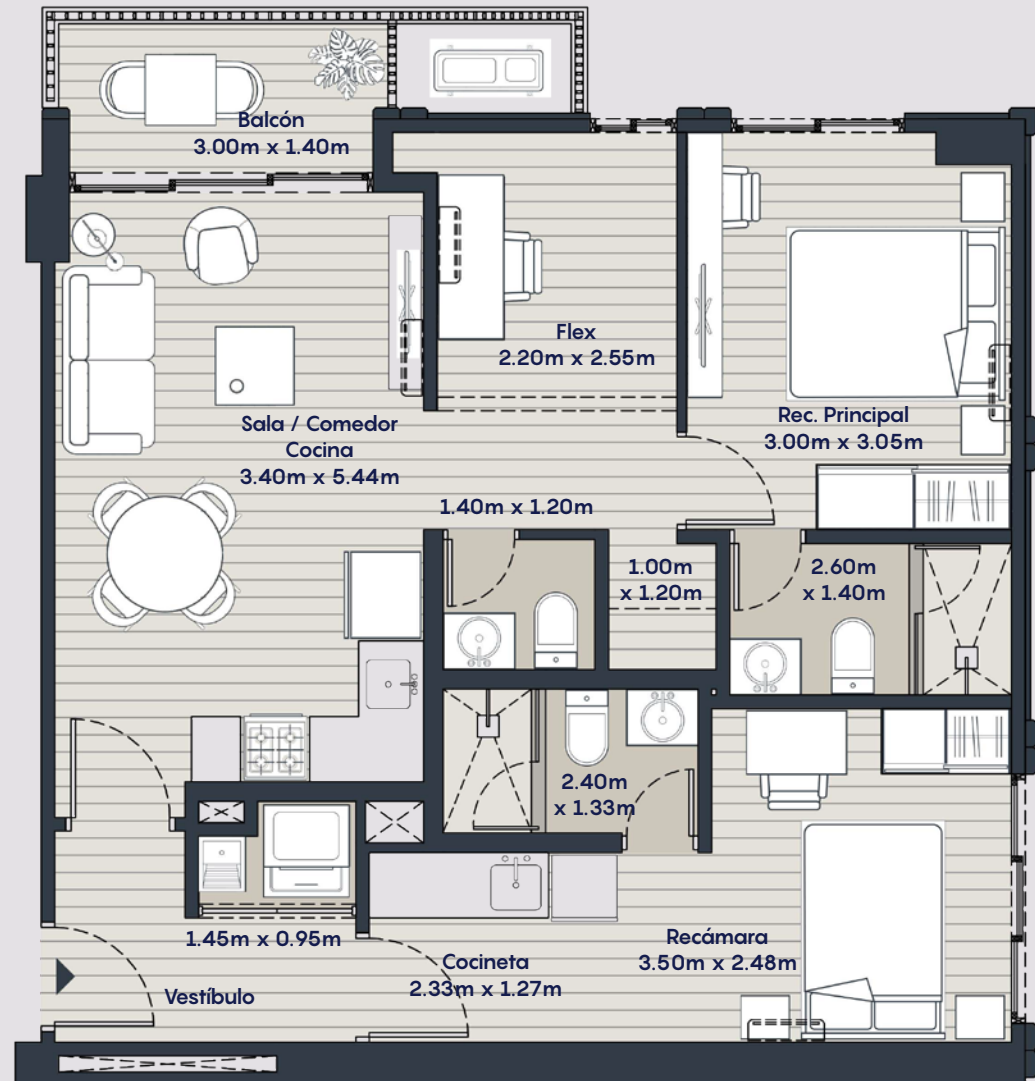 Balcón
3.00m x 1.40m
Flex
2.20m x 2.55m
Sala / Comedor
Cocina
3.40m x 5.44m
Rec. Principal
3.00m x 3.05m
1.40m x 1.20m
1.00m
x 1.20m
2.60m
x 1.40m
2.40m
x 1.33m
1.45m x 0.95m
Vestíbulo
Cocineta
2.33m x 1.27m
Recámara
3.50m x 2.48m